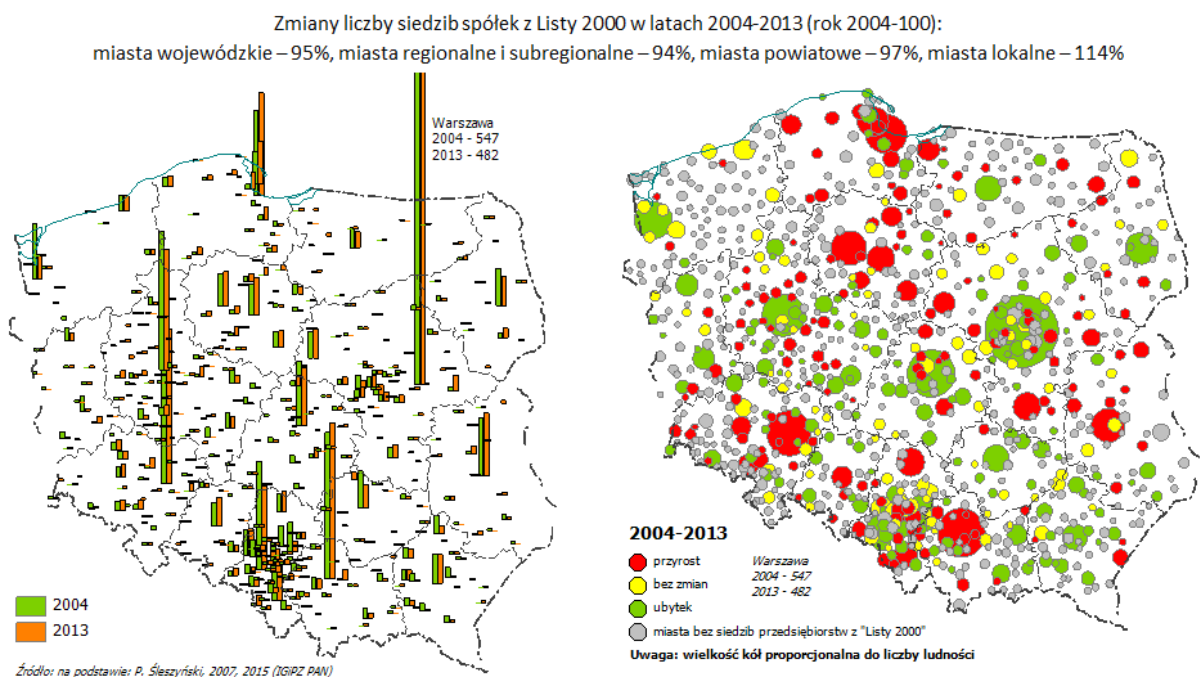 Zmiany liczby siedzib spółek z Listy 2000 w latach 2004-2013 (rok 2004-100):
miasta wojewódzkie – 95%, miasta regionalne i subregionalne – 94%, miasta powiatowe – 97%, miasta lokalne – 114%
Warszawa
2004 - 547
2013 - 482
2004
2013
Źródło: na podstawie: P. Śleszyński, 2007, 2015 (IGiPZ PAN)
2004-2013
przyrost
bez zmian
ubytek
miasta bez siedzib przedsiębiorstw z "Listy 2000"
Warszawa
2004 - 547
2013 - 482
Uwaga: wielkość kół proporcjonalna do liczby ludności